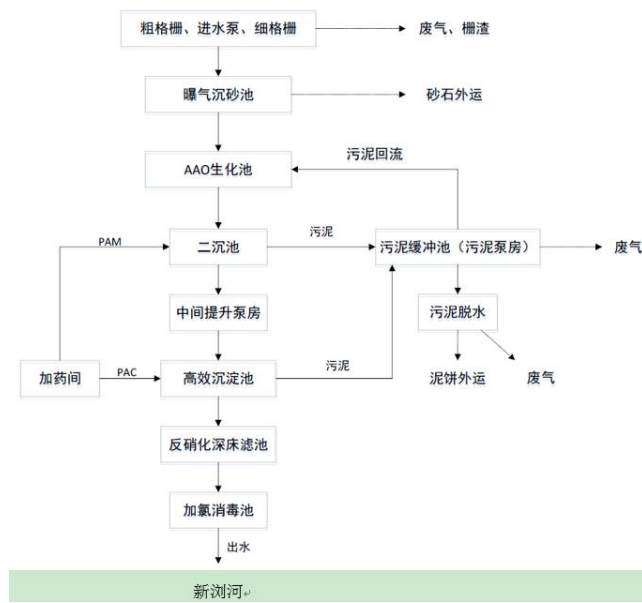 粗格栅、进水泵、细格栅
废气、栅渣
曝气沉砂池
砂石外运
污泥回流
AAO生化池
PAM
二沉池
污泥
污泥缓冲池（污泥泵房）
废气
中间提升泵房
污泥脱水
加药间
PAC
高效沉淀池
污泥
泥饼外运
废气
反硝化深床滤池
加氯消毒池
出水
新浏河